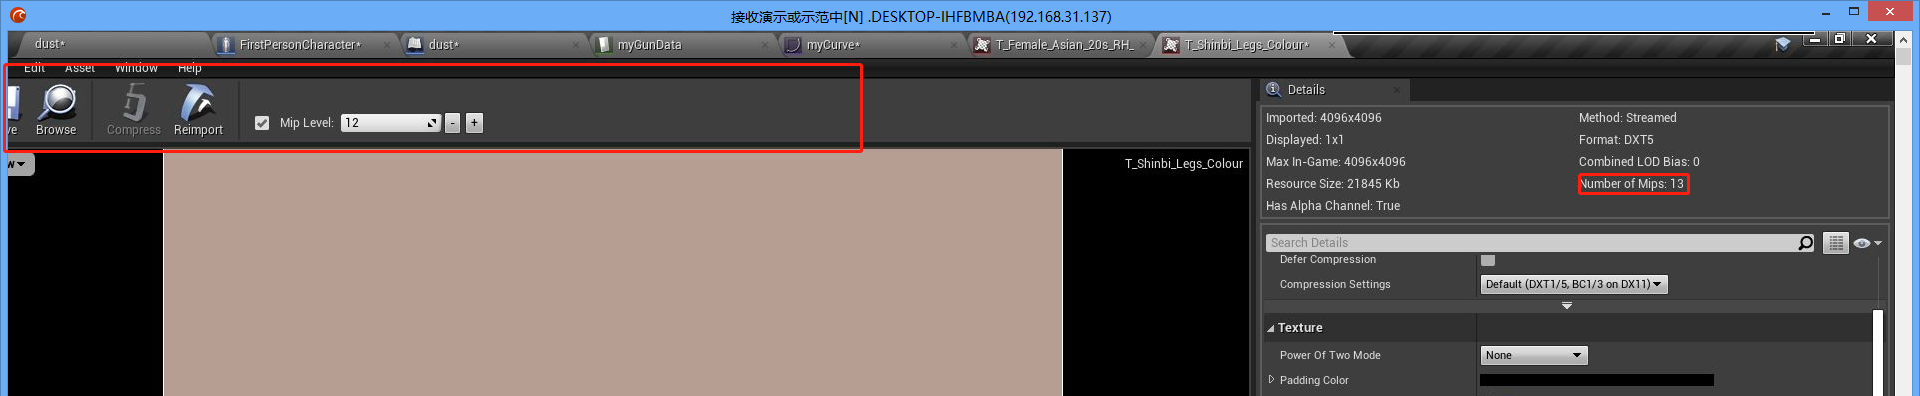 接收演示或示范中[N] .DESKTOP-IHFBMBA(192.168.31.137)
dust*
FirstPersonCharacter*
dust*
myGunData
myCurve*
T_Female_Asian_20s_RH_
T_Shinbi_Legs_Colour*
Edit Asset Window Help
ve
Browse
Compress
Reimport
Mip Level: 12 - +
w
T_Shinbi_Legs_Colour
Details
Imported: 4096x4096
Method: Streamed
Displayed: 1x1
Format: DXT5
Max In-Game: 4096x4096
Combined LOD Bias: 0
Resource Size: 21845 Kb
Number of Mips: 13
Has Alpha Channel: True
Search Details
Defer Compression
Compression Settings
Default (DXT1/5, BC1/3 on DX11)
Texture
Power Of Two Mode
None
Padding Color